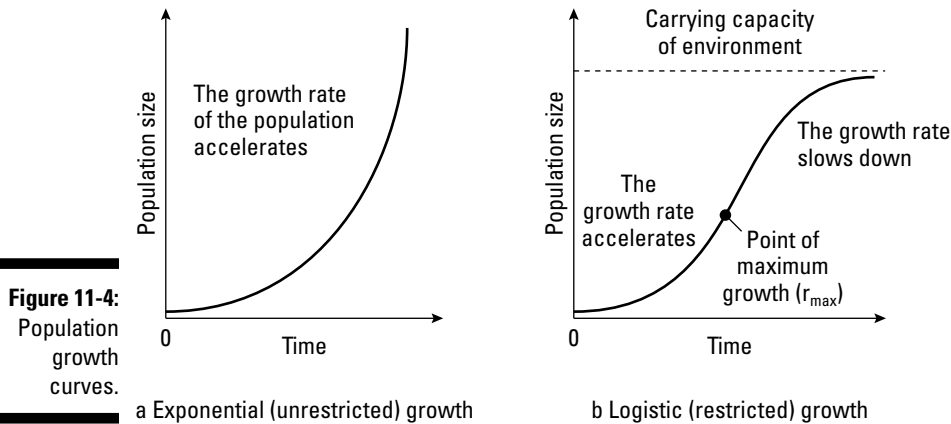 Figure 11-4:
Population
growth
curves.
Population size
The growth rate
of the population
accelerates
0
Time
a Exponential (unrestricted) growth
Carrying capacity
of environment
Population size
The
growth rate
accelerates
The growth rate
slows down
Point of
maximum
growth (rmax)
0
Time
b Logistic (restricted) growth